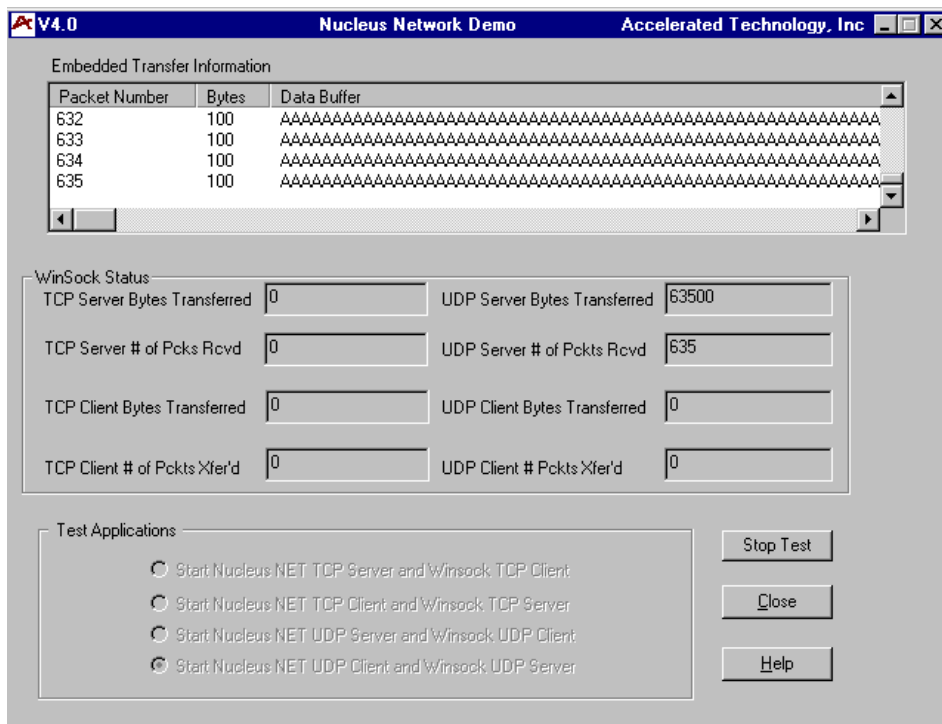 V4.0 Nucleus Network Demo Accelerated Technology, Inc
Embedded Transfer Information
Packet Number Bytes Data Buffer
632 100 AAAAAAAAAAAAAAAAAAAAAAAAAAAAAAAAAAAAAAAAAAAAAAAAAAAAAAAAAA
633 100 AAAAAAAAAAAAAAAAAAAAAAAAAAAAAAAAAAAAAAAAAAAAAAAAAAAAAAAAAA
634 100 AAAAAAAAAAAAAAAAAAAAAAAAAAAAAAAAAAAAAAAAAAAAAAAAAAAAAAAAAA
635 100 AAAAAAAAAAAAAAAAAAAAAAAAAAAAAAAAAAAAAAAAAAAAAAAAAAAAAAAAAA
WinSock Status
TCP Server Bytes Transferred 0 UDP Server Bytes Transferred 63500
TCP Server # of Pcks Rcvd 0 UDP Server # of Pckts Rcvd 635
TCP Client Bytes Transferred 0 UDP Client Bytes Transferred 0
TCP Client # of Pckts Xfer'd 0 UDP Client # Pckts Xfer'd 0
Test Applications
Start Nucleus NET TCP Server and Winsock TCP Client
Start Nucleus NET TCP Client and Winsock TCP Server
Start Nucleus NET UDP Server and Winsock UDP Client
Start Nucleus NET UDP Client and Winsock UDP Server
Stop Test
Close
Help